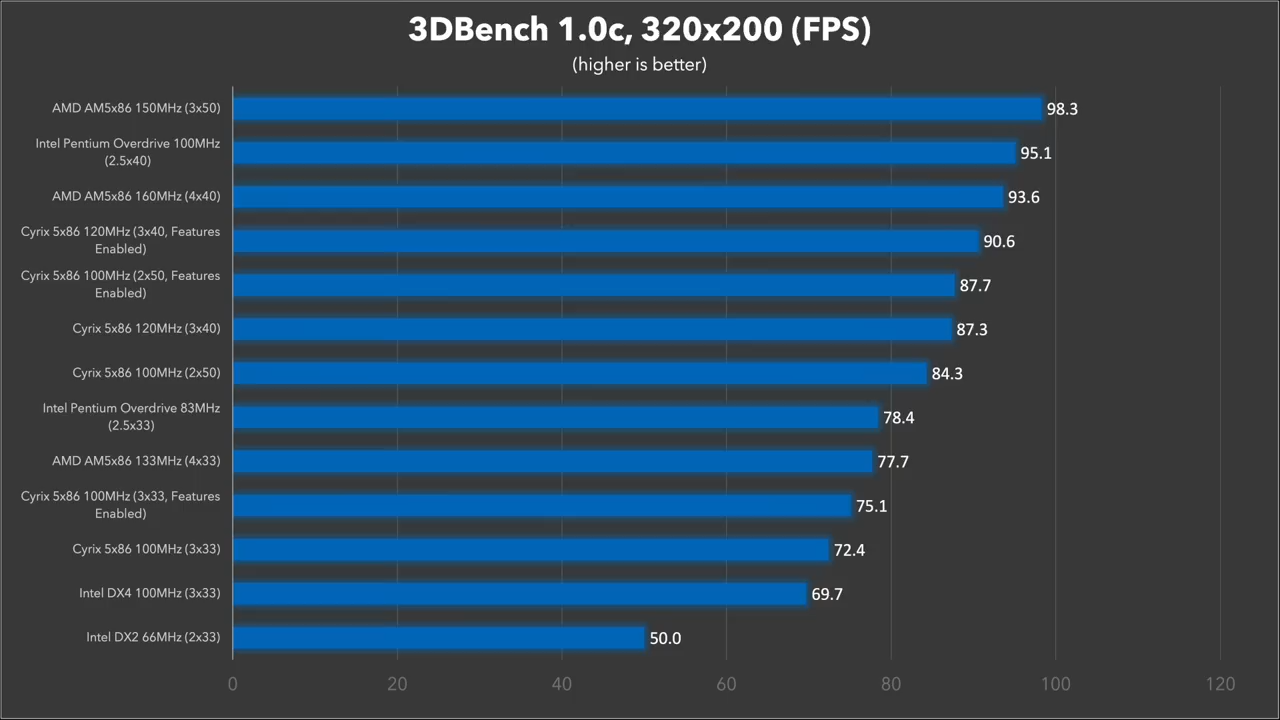 3DBench 1.0c, 320x200 (FPS)
(higher is better)
AMD AM5x86 150MHz (3x50)
98.3
Intel Pentium Overdrive 100MHz
(2.5x40)
95.1
AMD AM5x86 160MHz (4x40)
93.6
Cyrix 5x86 120MHz (3x40, Features
Enabled)
90.6
Cyrix 5x86 100MHz (2x50, Features
Enabled)
87.7
Cyrix 5x86 120MHz (3x40)
87.3
Cyrix 5x86 100MHz (2x50)
84.3
Intel Pentium Overdrive 83MHz
(2.5x33)
78.4
AMD AM5x86 133MHz (4x33)
77.7
Cyrix 5x86 100MHz (3x33, Features
Enabled)
75.1
Cyrix 5x86 100MHz (3x33)
72.4
Intel DX4 100MHz (3x33)
69.7
Intel DX2 66MHz (2x33)
50.0
0 20 40 60 80 100 120